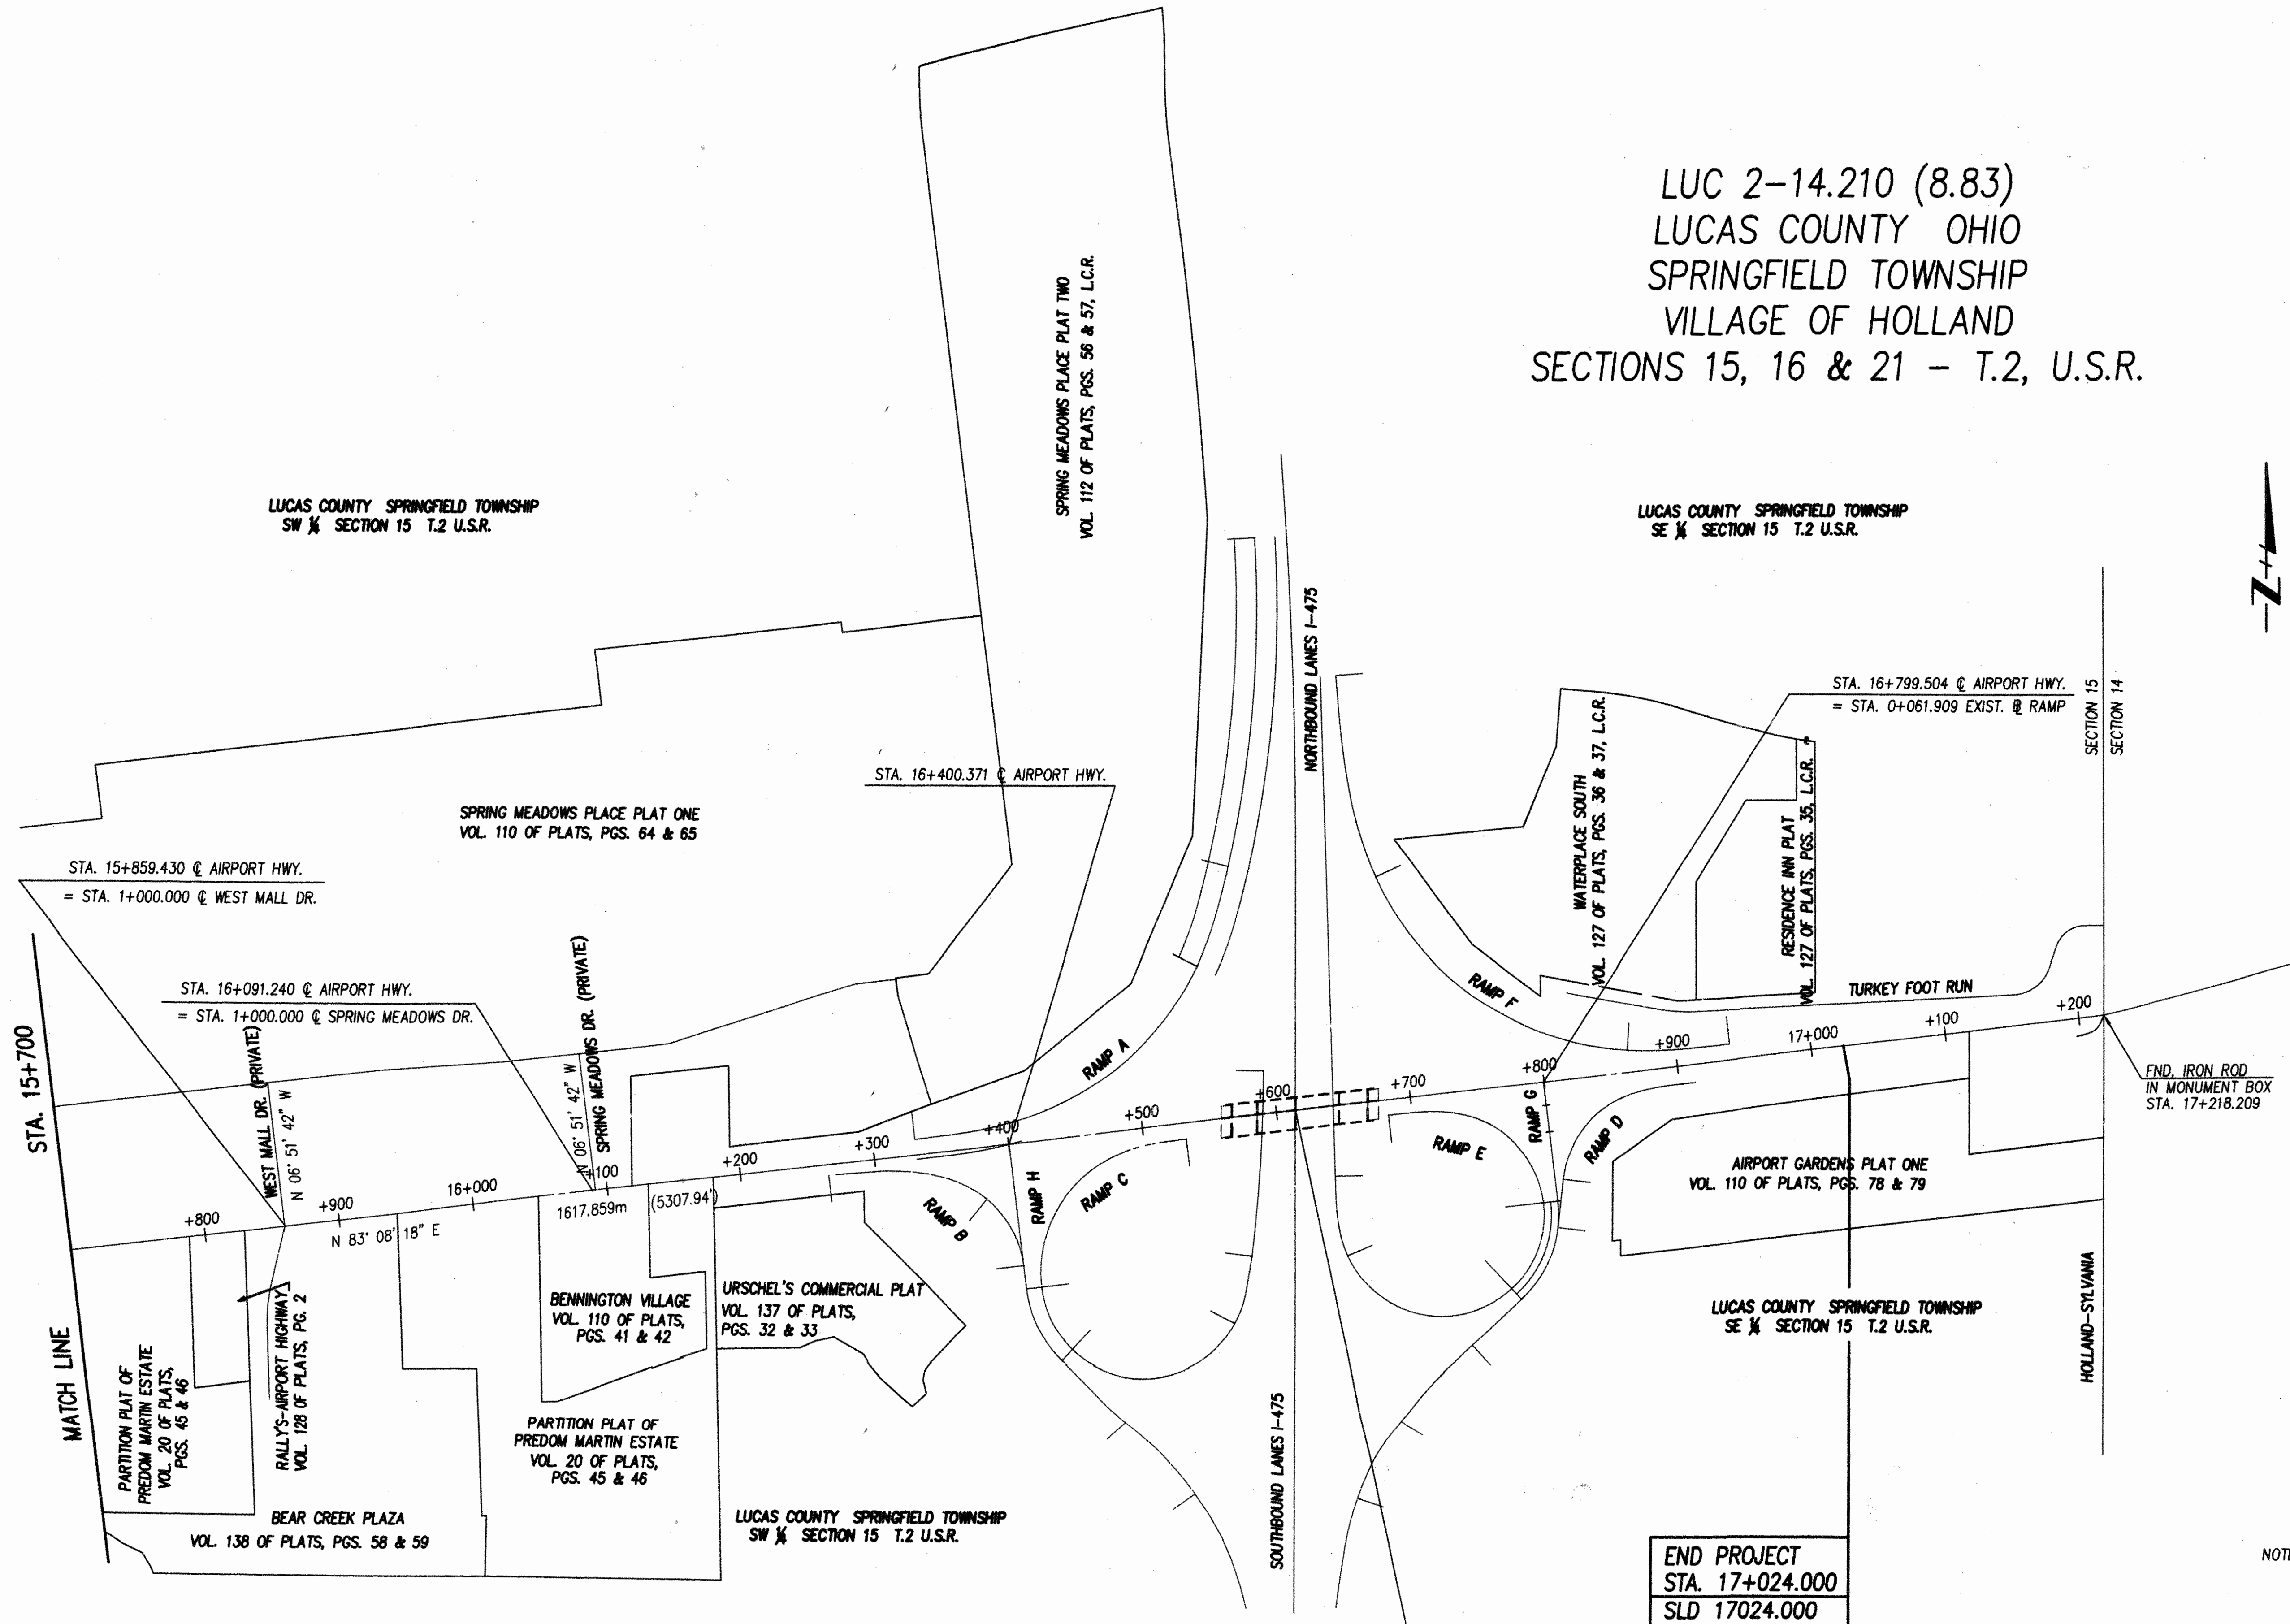 LUC 2-14.210 (8.83)
LUCAS COUNTY OHIO
SPRINGFIELD TOWNSHIP
VILLAGE OF HOLLAND
SECTIONS 15, 16 & 21 - T.2, U.S.R.
SPRING MEADOWS PLACE PLAT TWO
VOL. 112 OF PLATS, PGS. 56 & 57, L.C.R.
LUCAS COUNTY SPRINGFIELD TOWNSHIP
SW ¼ SECTION 15 T.2 U.S.R.
LUCAS COUNTY SPRINGFIELD TOWNSHIP
SE ¼ SECTION 15 T.2 U.S.R.
N
NORTHBOUND LANES I-475
STA. 16+799.504 ℄ AIRPORT HWY.
= STA. 0+061.909 EXIST. BL RAMP
SECTION 15
SECTION 14
STA. 16+400.371 ℄ AIRPORT HWY.
SPRING MEADOWS PLACE PLAT ONE
VOL. 110 OF PLATS, PGS. 64 & 65
WATERPLACE SOUTH
VOL. 127 OF PLATS, PGS. 36 & 37, L.C.R.
RESIDENCE INN PLAT
VOL. 127 OF PLATS, PGS. 35, L.C.R.
STA. 15+859.430 ℄ AIRPORT HWY.
= STA. 1+000.000 ℄ WEST MALL DR.
STA. 16+091.240 ℄ AIRPORT HWY.
= STA. 1+000.000 ℄ SPRING MEADOWS DR.
STA. 15+700
MATCH LINE
WEST MALL DR. (PRIVATE)
N 06° 51' 42" W
SPRING MEADOWS DR. (PRIVATE)
N 06° 51' 42" W
RAMP A
RAMP F
TURKEY FOOT RUN
+800
+900
16+000
+100
+200
+300
+400
+500
+600
+700
+800
+900
17+000
+100
+200
N 83° 08' 18" E
1617.859m (5307.94')
FND. IRON ROD
IN MONUMENT BOX
STA. 17+218.209
RAMP B
RAMP H
RAMP C
RAMP E
RAMP G
RAMP D
AIRPORT GARDENS PLAT ONE
VOL. 110 OF PLATS, PGS. 78 & 79
HOLLAND-SYLVANIA
LUCAS COUNTY SPRINGFIELD TOWNSHIP
SE ¼ SECTION 15 T.2 U.S.R.
PARTITION PLAT OF
PREDOM MARTIN ESTATE
VOL. 20 OF PLATS,
PGS. 45 & 46
RALLY'S-AIRPORT HIGHWAY
VOL. 128 OF PLATS, PG. 2
BENNINGTON VILLAGE
VOL. 110 OF PLATS,
PGS. 41 & 42
URSCHEL'S COMMERCIAL PLAT
VOL. 137 OF PLATS,
PGS. 32 & 33
PARTITION PLAT OF
PREDOM MARTIN ESTATE
VOL. 20 OF PLATS,
PGS. 45 & 46
BEAR CREEK PLAZA
VOL. 138 OF PLATS, PGS. 58 & 59
LUCAS COUNTY SPRINGFIELD TOWNSHIP
SW ¼ SECTION 15 T.2 U.S.R.
SOUTHBOUND LANES I-475
END PROJECT
STA. 17+024.000
SLD 17024.000